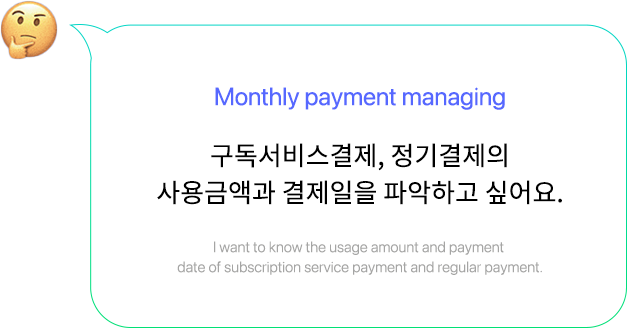 Monthly payment managing
구독서비스결제, 정기결제의
사용금액과 결제일을 파악하고 싶어요.
I want to know the usage amount and payment
date of subscription service payment and regular payment.